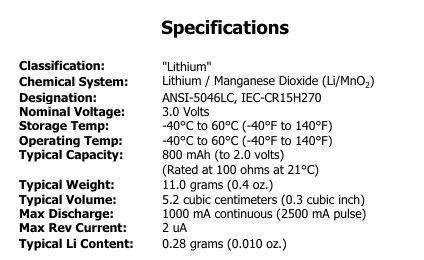 Specifications
Classification: "Lithium"
Chemical System: Lithium / Manganese Dioxide (Li/MnO₂)
Designation: ANSI-5046LC, IEC-CR15H270
Nominal Voltage: 3.0 Volts
Storage Temp: -40°C to 60°C (-40°F to 140°F)
Operating Temp: -40°C to 60°C (-40°F to 140°F)
Typical Capacity: 800 mAh (to 2.0 volts)
(Rated at 100 ohms at 21°C)
Typical Weight: 11.0 grams (0.4 oz.)
Typical Volume: 5.2 cubic centimeters (0.3 cubic inch)
Max Discharge: 1000 mA continuous (2500 mA pulse)
Max Rev Current: 2 uA
Typical Li Content: 0.28 grams (0.010 oz.)